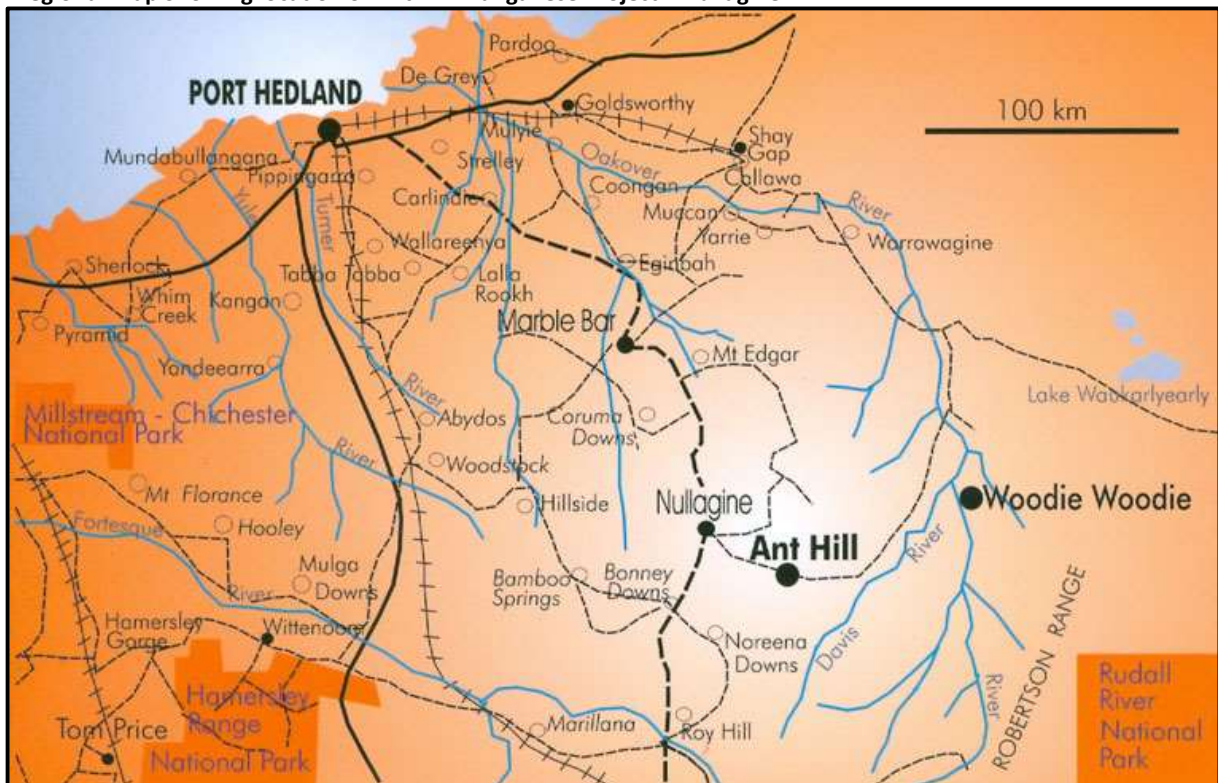 Pardoo
De Grey
PORT HEDLAND
Goldsworthy
100 km
Mulyie
Shay
Gap
Mundabullangana
Strelley
Oakover
Callawa
Pippingarra
Coongan
Carlindie
Muccan
River
Yule
Turner
Yarrie
Warrawagine
Wallareenya
Eginbah
Sherlock
Tabba Tabba
Lalla
Rookh
Whim
Creek
Kangan
Marble Bar
Pyramid
Mt Edgar
Yandeearra
River
Lake Waukarlyearly
Millstream - Chichester
National Park
Abydos
Coruma
Downs
River
Woodstock
Mt Florance
Woodie Woodie
Hillside
Nullagine
Fortesque
Hooley
River
Ant Hill
Mulga
Downs
Bamboo
Springs
Bonney
Downs
River
Hamersley
Gorge
Wittenoom
Noreena
Downs
Davis
ROBERTSON RANGE
Hamersley
Range
National Park
River
Rudall
River
National
Park
Tom Price
Marillana
Roy Hill